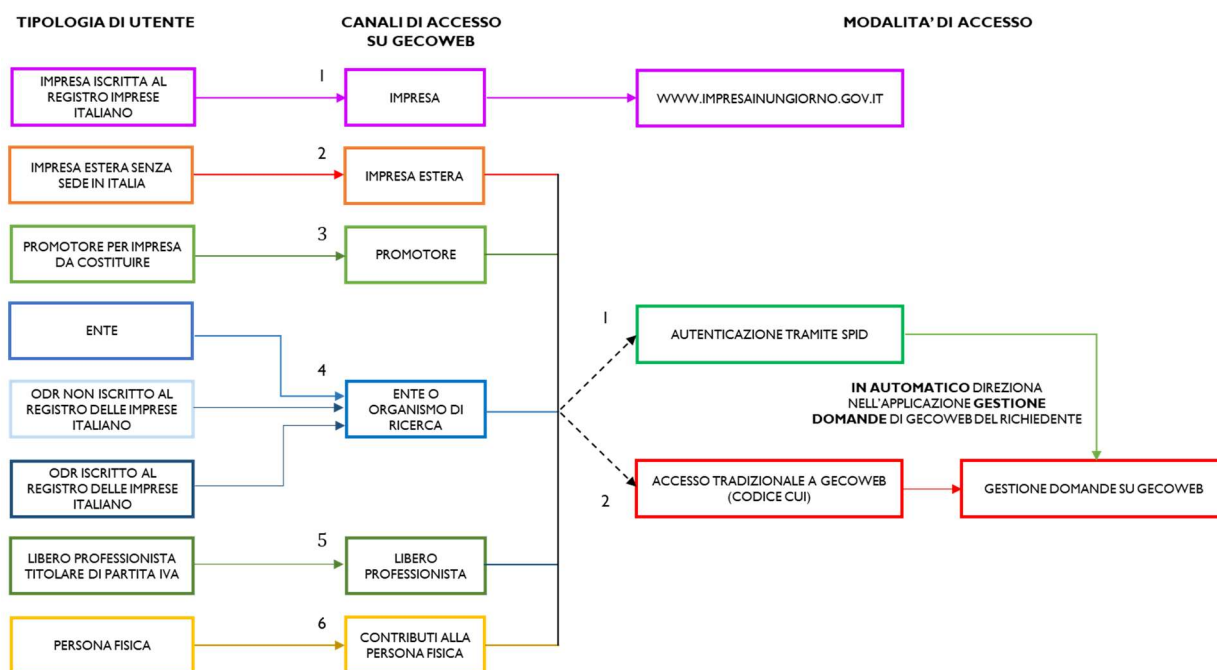 TIPOLOGIA DI UTENTE
CANALI DI ACCESSO
SU GECOWEB
MODALITA' DI ACCESSO
IMPRESA ISCRITTA AL
REGISTRO IMPRESE
ITALIANO
1
IMPRESA
WWW.IMPRESAINUNGIORNO.GOV.IT
IMPRESA ESTERA SENZA
SEDE IN ITALIA
2
IMPRESA ESTERA
PROMOTORE PER IMPRESA
DA COSTITUIRE
3
PROMOTORE
ENTE
ODR NON ISCRITTO AL
REGISTRO DELLE IMPRESE
ITALIANO
ODR ISCRITTO AL
REGISTRO DELLE IMPRESE
ITALIANO
4
ENTE O
ORGANISMO DI
RICERCA
LIBERO PROFESSIONISTA
TITOLARE DI PARTITA IVA
5
LIBERO
PROFESSIONISTA
PERSONA FISICA
6
CONTRIBUTI ALLA
PERSONA FISICA
1
AUTENTICAZIONE TRAMITE SPID
IN AUTOMATICO DIREZIONA
NELL'APPLICAZIONE GESTIONE
DOMANDE DI GECOWEB DEL RICHIEDENTE
2
ACCESSO TRADIZIONALE A GECOWEB
(CODICE CUI)
GESTIONE DOMANDE SU GECOWEB